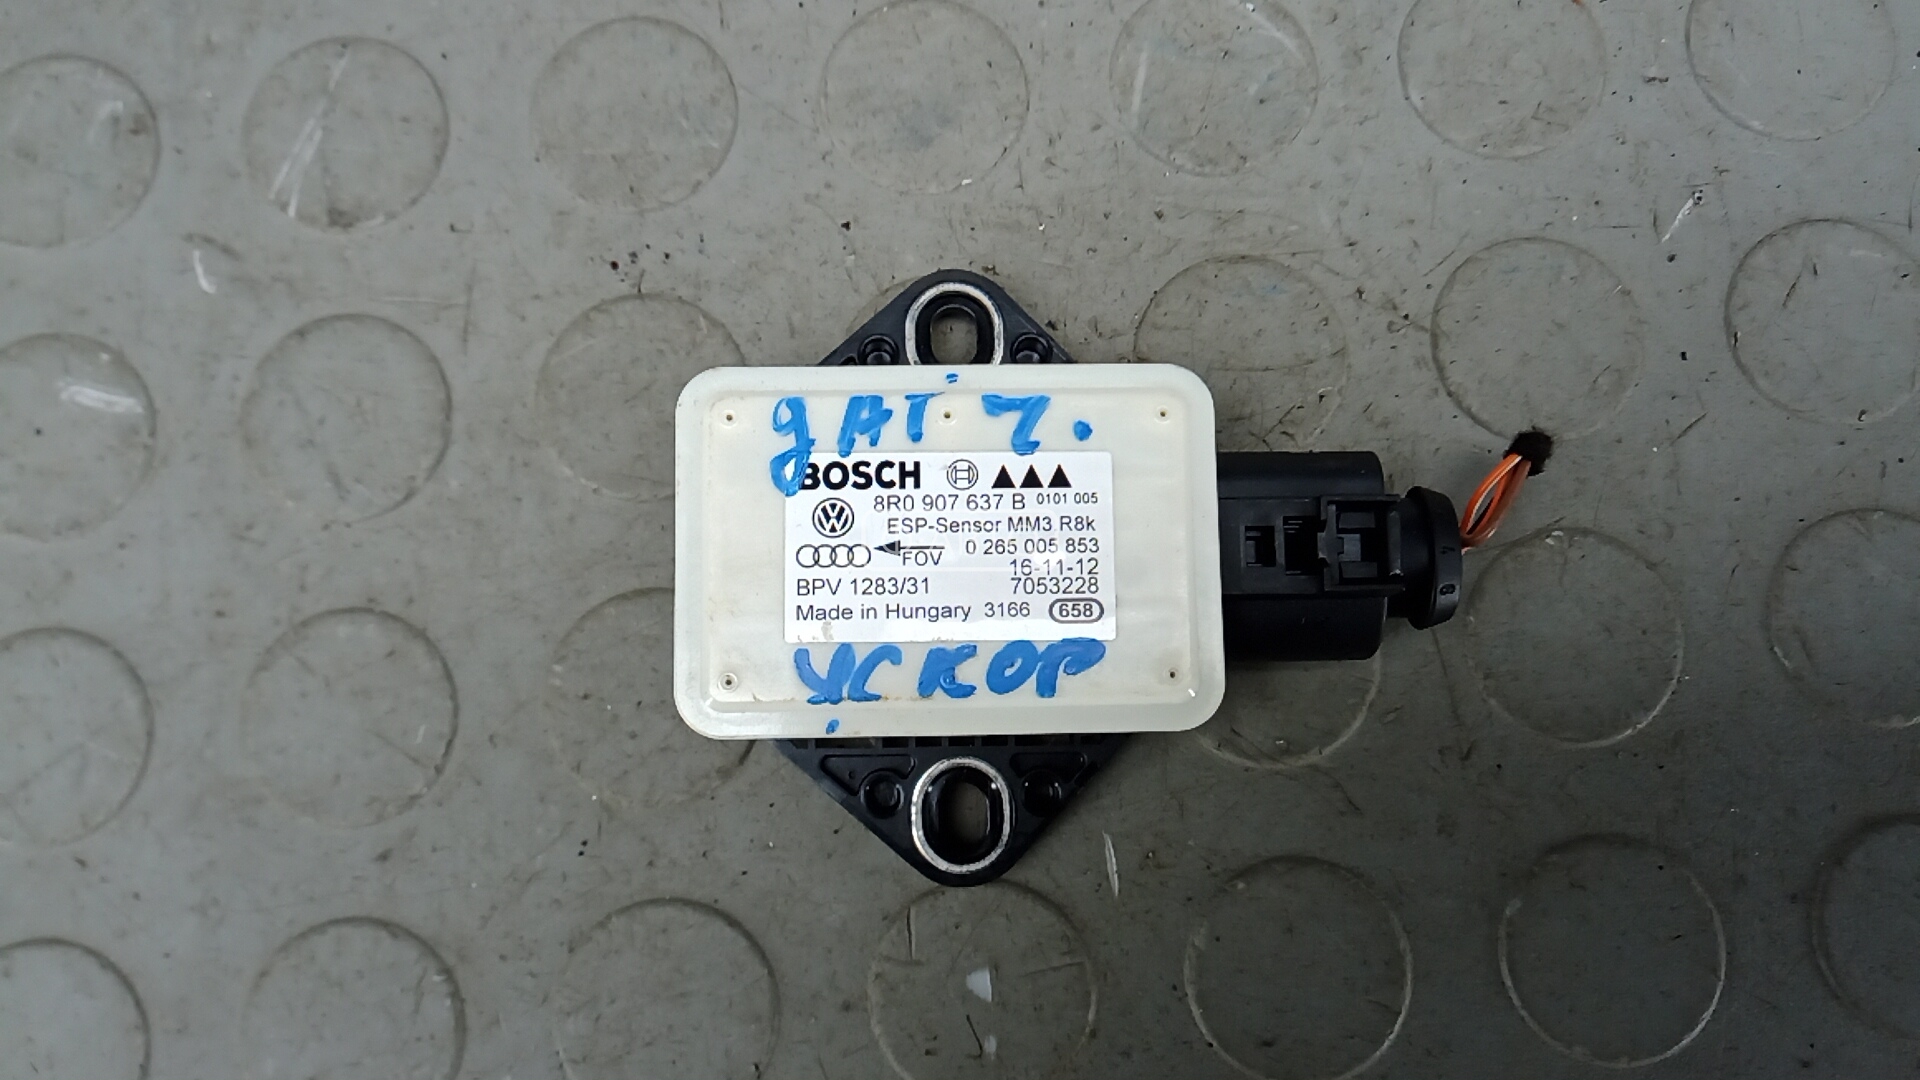 дат ч.
BOSCH
8R0 907 637 B 0101 005
ESP-Sensor MM3 R8k
FOV 0 265 005 853
16-11-12
BPV 1283/31 7053228
Made in Hungary 3166 658
УСКОР